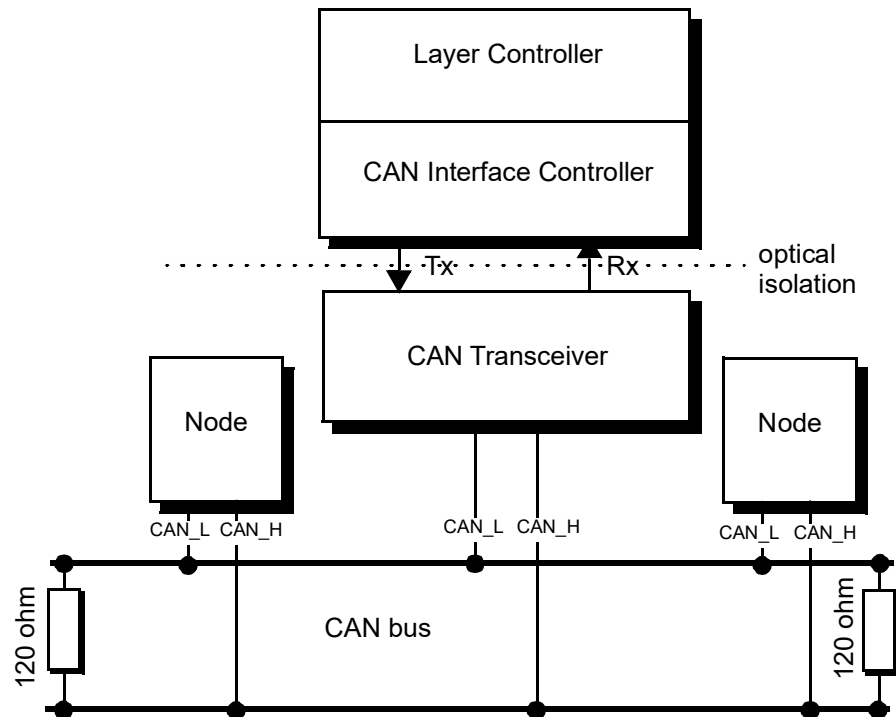 Layer Controller
CAN Interface Controller
Tx
Rx
optical
isolation
CAN Transceiver
Node
Node
CAN_L
CAN_H
CAN_L
CAN_H
CAN_L
CAN_H
120 ohm
CAN bus
120 ohm